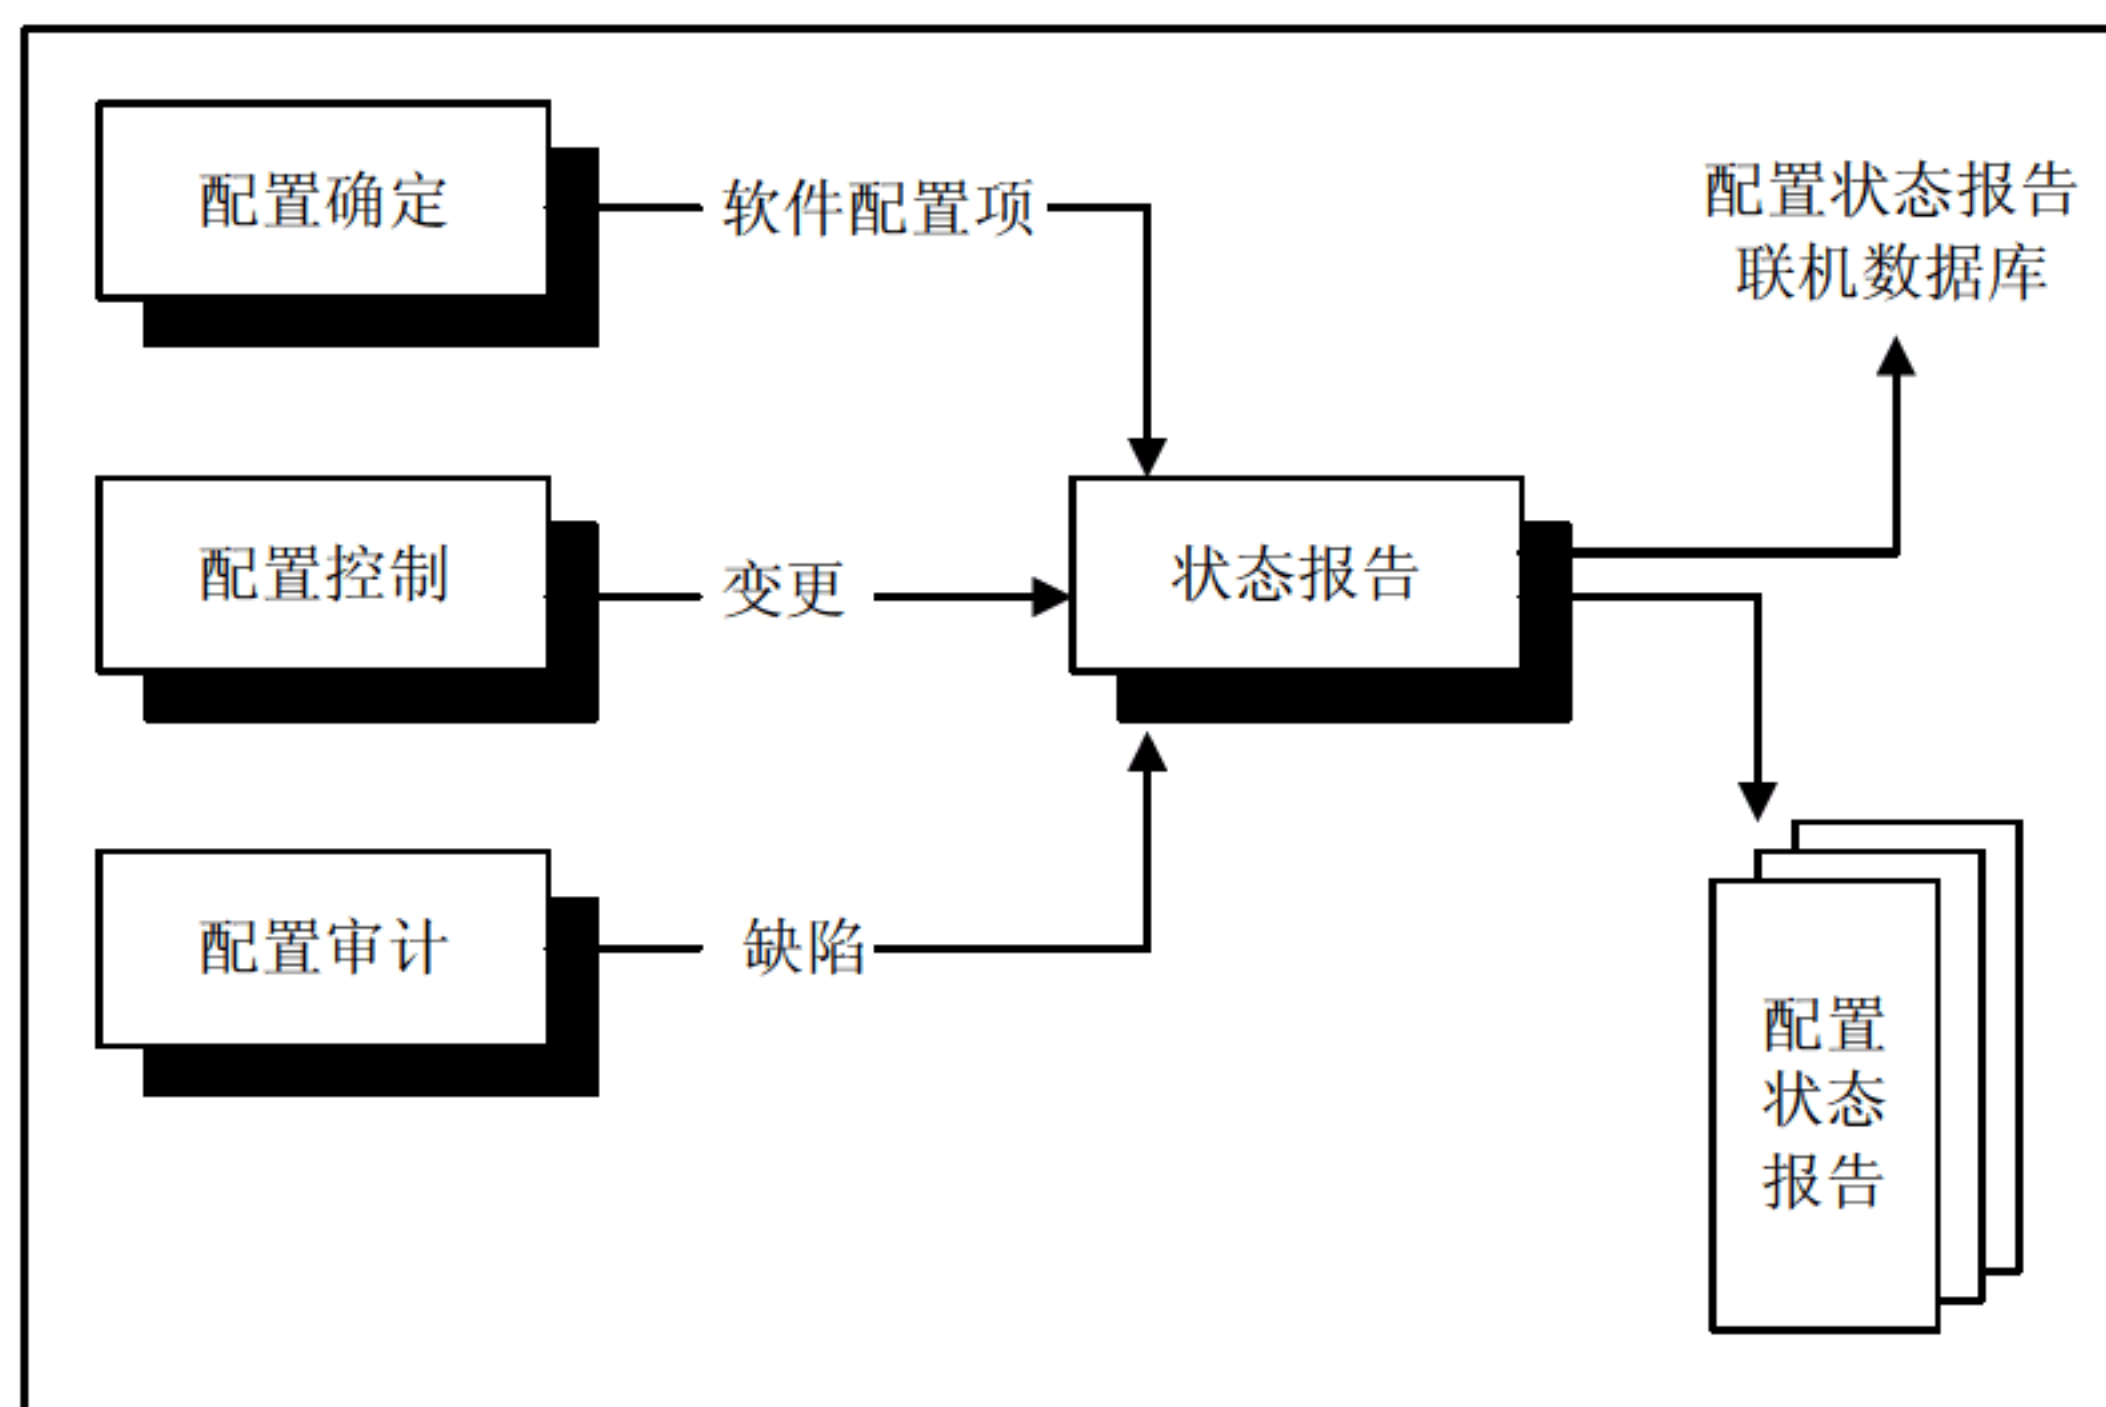 配置确定
软件配置项
配置状态报告
联机数据库
配置控制
变更
状态报告
配置审计
缺陷
配置
状态
报告